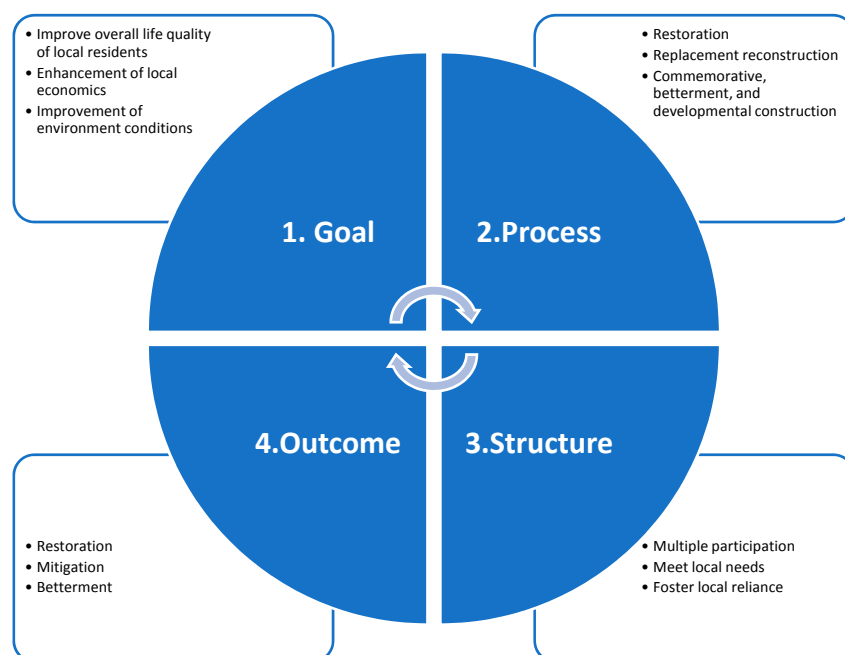 • Improve overall life quality
of local residents
• Enhancement of local
economics
• Improvement of
environment conditions
• Restoration
• Replacement reconstruction
• Commemorative,
betterment, and
developmental construction
1. Goal
2.Process
4.Outcome
3.Structure
• Restoration
• Mitigation
• Betterment
• Multiple participation
• Meet local needs
• Foster local reliance